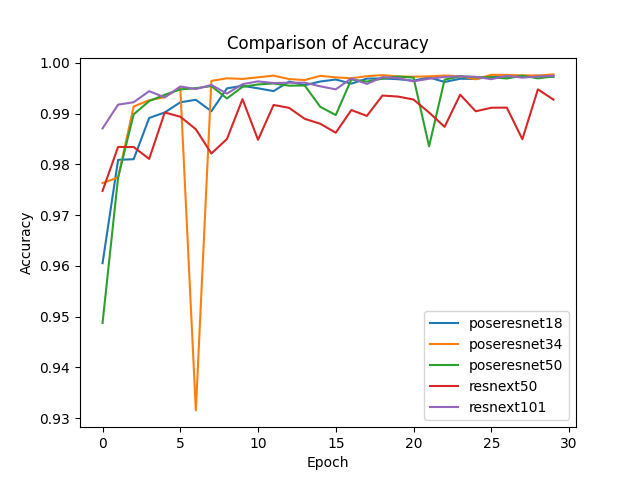 Comparison of Accuracy
1.00
0.99
0.98
0.97
0.96
0.95
0.94
0.93
Accuracy
0
5
10
15
20
25
30
Epoch
poseresnet18
poseresnet34
poseresnet50
resnext50
resnext101